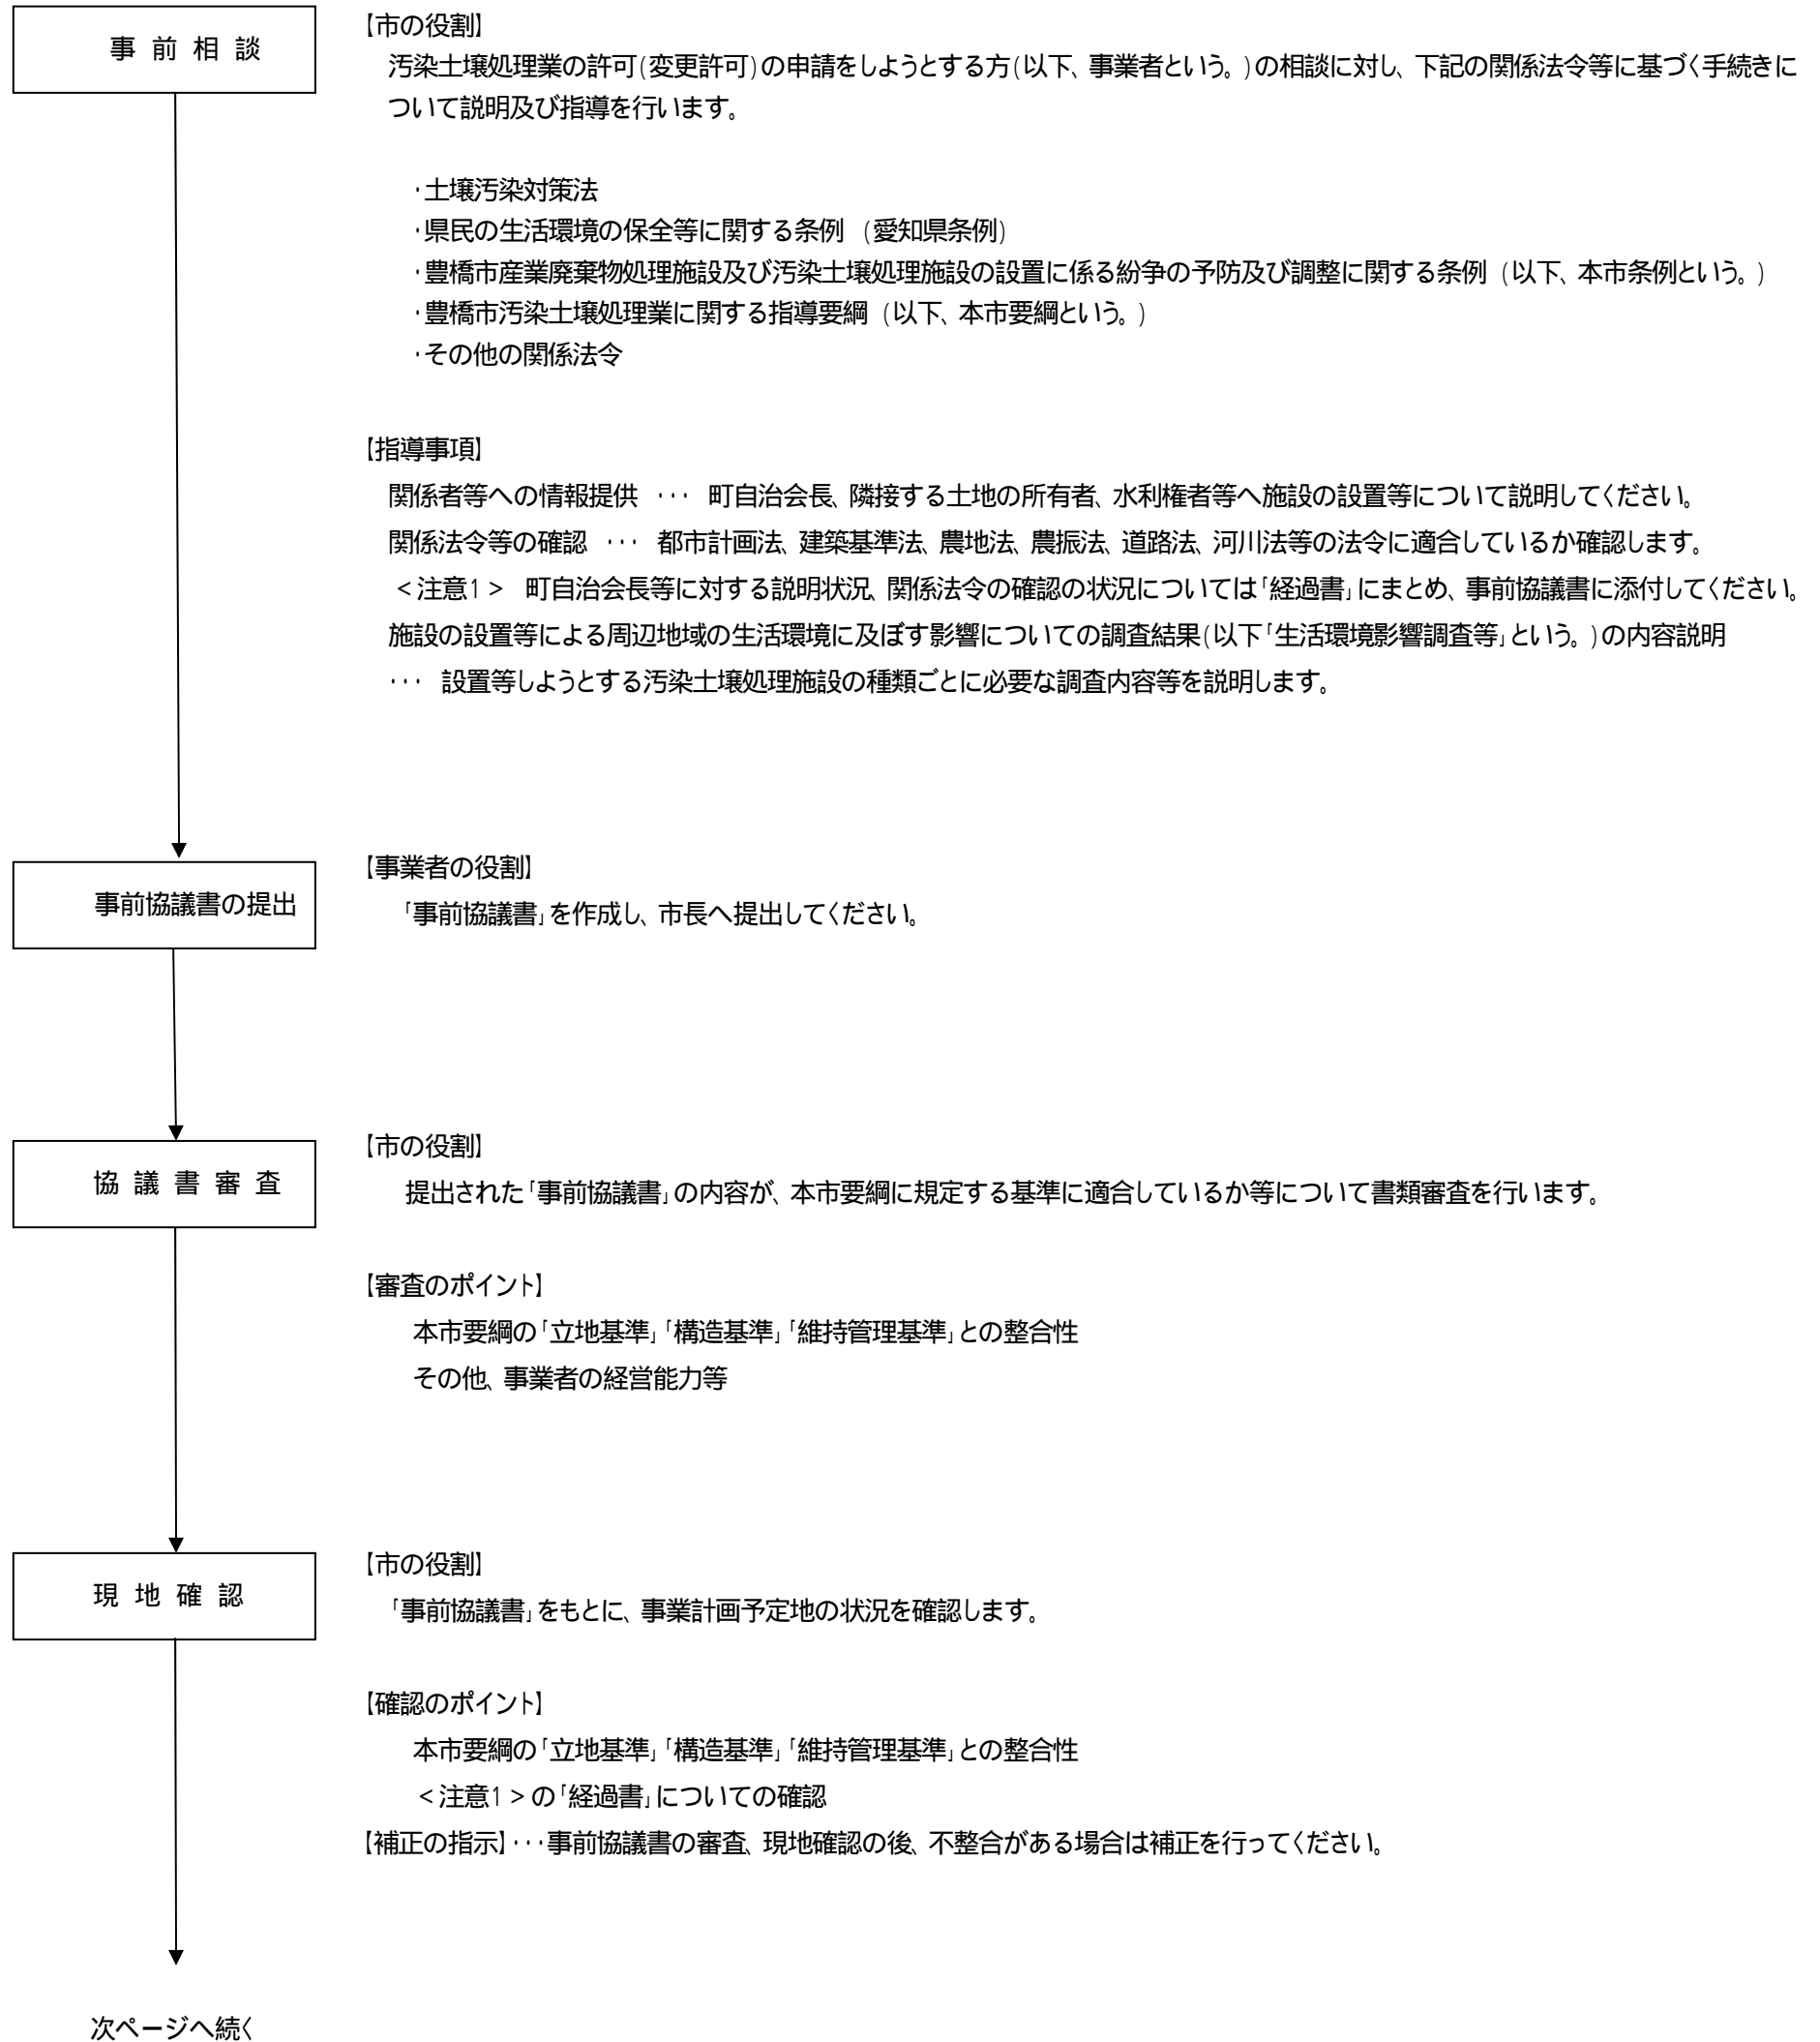 事前相談
【市の役割】
汚染土壌処理業の許可(変更許可)の申請をしようとする方(以下、事業者という。)の相談に対し、下記の関係法令等に基づく手続きに
ついて説明及び指導を行います。
・土壌汚染対策法
・県民の生活環境の保全等に関する条例 (愛知県条例)
・豊橋市産業廃棄物処理施設及び汚染土壌処理施設の設置に係る紛争の予防及び調整に関する条例 (以下、本市条例という。)
・豊橋市汚染土壌処理業に関する指導要綱 (以下、本市要綱という。)
・その他の関係法令
【指導事項】
関係者等への情報提供 ・・・ 町自治会長、隣接する土地の所有者、水利権者等へ施設の設置等について説明してください。
関係法令等の確認 ・・・ 都市計画法、建築基準法、農地法、農振法、道路法、河川法等の法令に適合しているか確認します。
<注意1> 町自治会長等に対する説明状況、関係法令の確認の状況については「経過書」にまとめ、事前協議書に添付してください。
施設の設置等による周辺地域の生活環境に及ぼす影響についての調査結果(以下「生活環境影響調査等」という。)の内容説明
・・・ 設置等しようとする汚染土壌処理施設の種類ごとに必要な調査内容等を説明します。
事前協議書の提出
【事業者の役割】
「事前協議書」を作成し、市長へ提出してください。
協議書審査
【市の役割】
提出された「事前協議書」の内容が、本市要綱に規定する基準に適合しているか等について書類審査を行います。
【審査のポイント】
本市要綱の「立地基準」「構造基準」「維持管理基準」との整合性
その他、事業者の経営能力等
現地確認
【市の役割】
「事前協議書」をもとに、事業計画予定地の状況を確認します。
【確認のポイント】
本市要綱の「立地基準」「構造基準」「維持管理基準」との整合性
<注意1>の「経過書」についての確認
【補正の指示】・・・事前協議書の審査、現地確認の後、不整合がある場合は補正を行ってください。
次ページへ続く